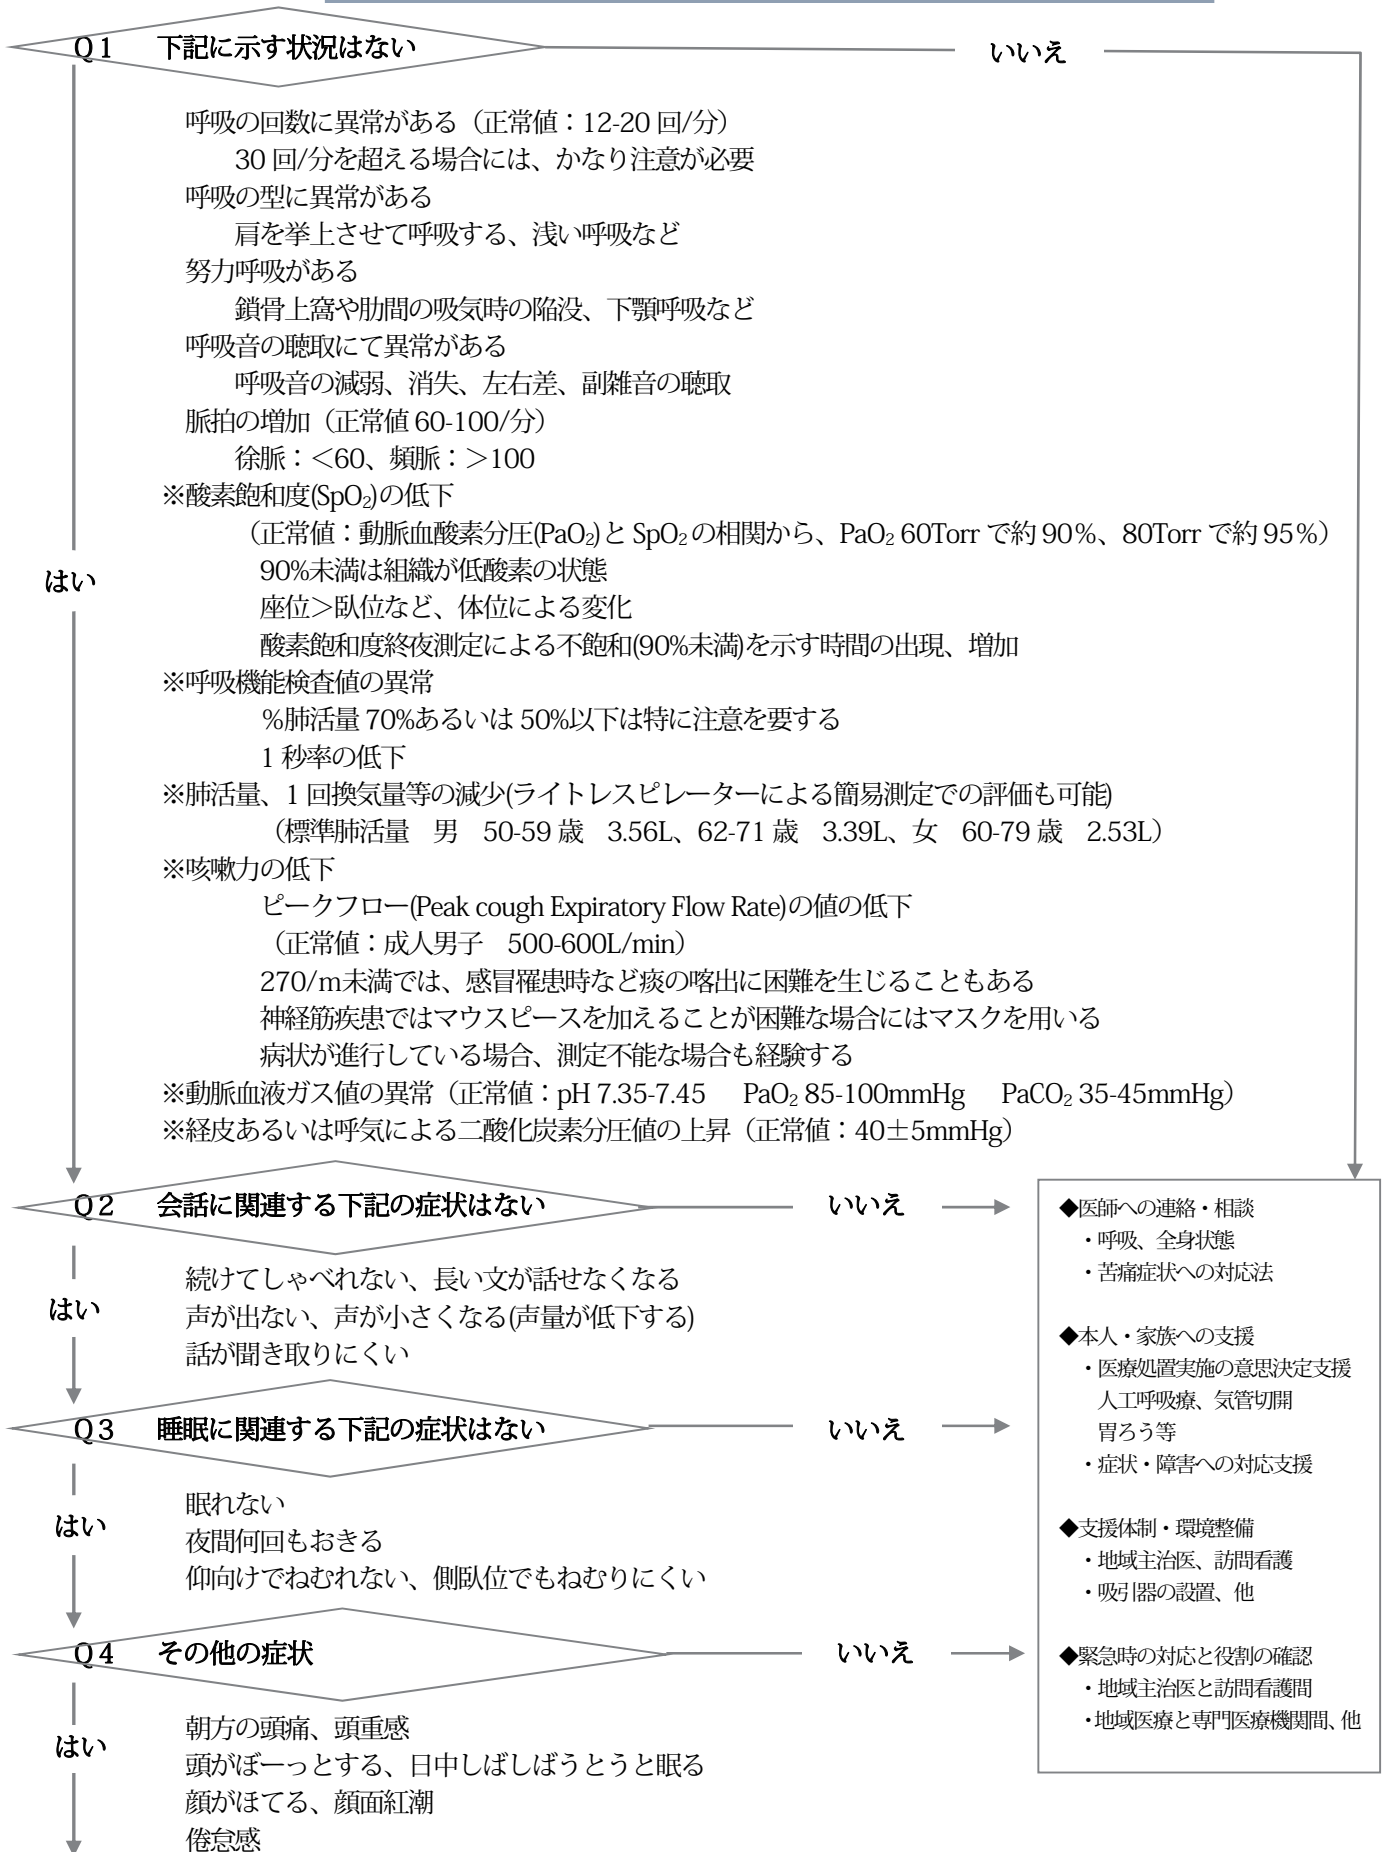 Q1 下記に示す状況はない
いいえ
呼吸の回数に異常がある（正常値：12-20 回/分）
30 回/分を超える場合には、かなり注意が必要
呼吸の型に異常がある
肩を挙上させて呼吸する、浅い呼吸など
努力呼吸がある
鎖骨上窩や肋間の吸気時の陥没、下顎呼吸など
呼吸音の聴取にて異常がある
呼吸音の減弱、消失、左右差、副雑音の聴取
脈拍の増加（正常値 60-100/分）
徐脈：＜60、頻脈：＞100
※酸素飽和度(SpO₂)の低下
（正常値：動脈血酸素分圧(PaO₂)と SpO₂の相関から、PaO₂ 60Torr で約 90％、80Torr で約 95％）
はい
90%未満は組織が低酸素の状態
座位＞臥位など、体位による変化
酸素飽和度終夜測定による不飽和(90%未満)を示す時間の出現、増加
※呼吸機能検査値の異常
％肺活量 70%あるいは 50%以下は特に注意を要する
1 秒率の低下
※肺活量、1 回換気量等の減少(ライトレスピレーターによる簡易測定での評価も可能)
（標準肺活量 男 50-59 歳 3.56L、62-71 歳 3.39L、女 60-79 歳 2.53L）
※咳嗽力の低下
ピークフロー(Peak cough Expiratory Flow Rate)の値の低下
（正常値：成人男子 500-600L/min）
270/m未満では、感冒罹患時など痰の喀出に困難を生じることもある
神経筋疾患ではマウスピースを加えることが困難な場合にはマスクを用いる
病状が進行している場合、測定不能な場合も経験する
※動脈血液ガス値の異常（正常値：pH 7.35-7.45 PaO₂ 85-100mmHg PaCO₂ 35-45mmHg）
※経皮あるいは呼気による二酸化炭素分圧値の上昇（正常値：40±5mmHg）
Q2 会話に関連する下記の症状はない
いいえ
はい
続けてしゃべれない、長い文が話せなくなる
声が出ない、声が小さくなる(声量が低下する)
話が聞き取りにくい
Q3 睡眠に関連する下記の症状はない
いいえ
はい
眠れない
夜間何回もおきる
仰向けでねむれない、側臥位でもねむりにくい
Q4 その他の症状
いいえ
はい
朝方の頭痛、頭重感
頭がぼーっとする、日中しばしばうとうと眠る
顔がほてる、顔面紅潮
倦怠感
◆医師への連絡・相談
・呼吸、全身状態
・苦痛症状への対応法
◆本人・家族への支援
・医療処置実施の意思決定支援
人工呼吸療、気管切開
胃ろう等
・症状・障害への対応支援
◆支援体制・環境整備
・地域主治医、訪問看護
・吸引器の設置、他
◆緊急時の対応と役割の確認
・地域主治医と訪問看護間
・地域医療と専門医療機関間、他